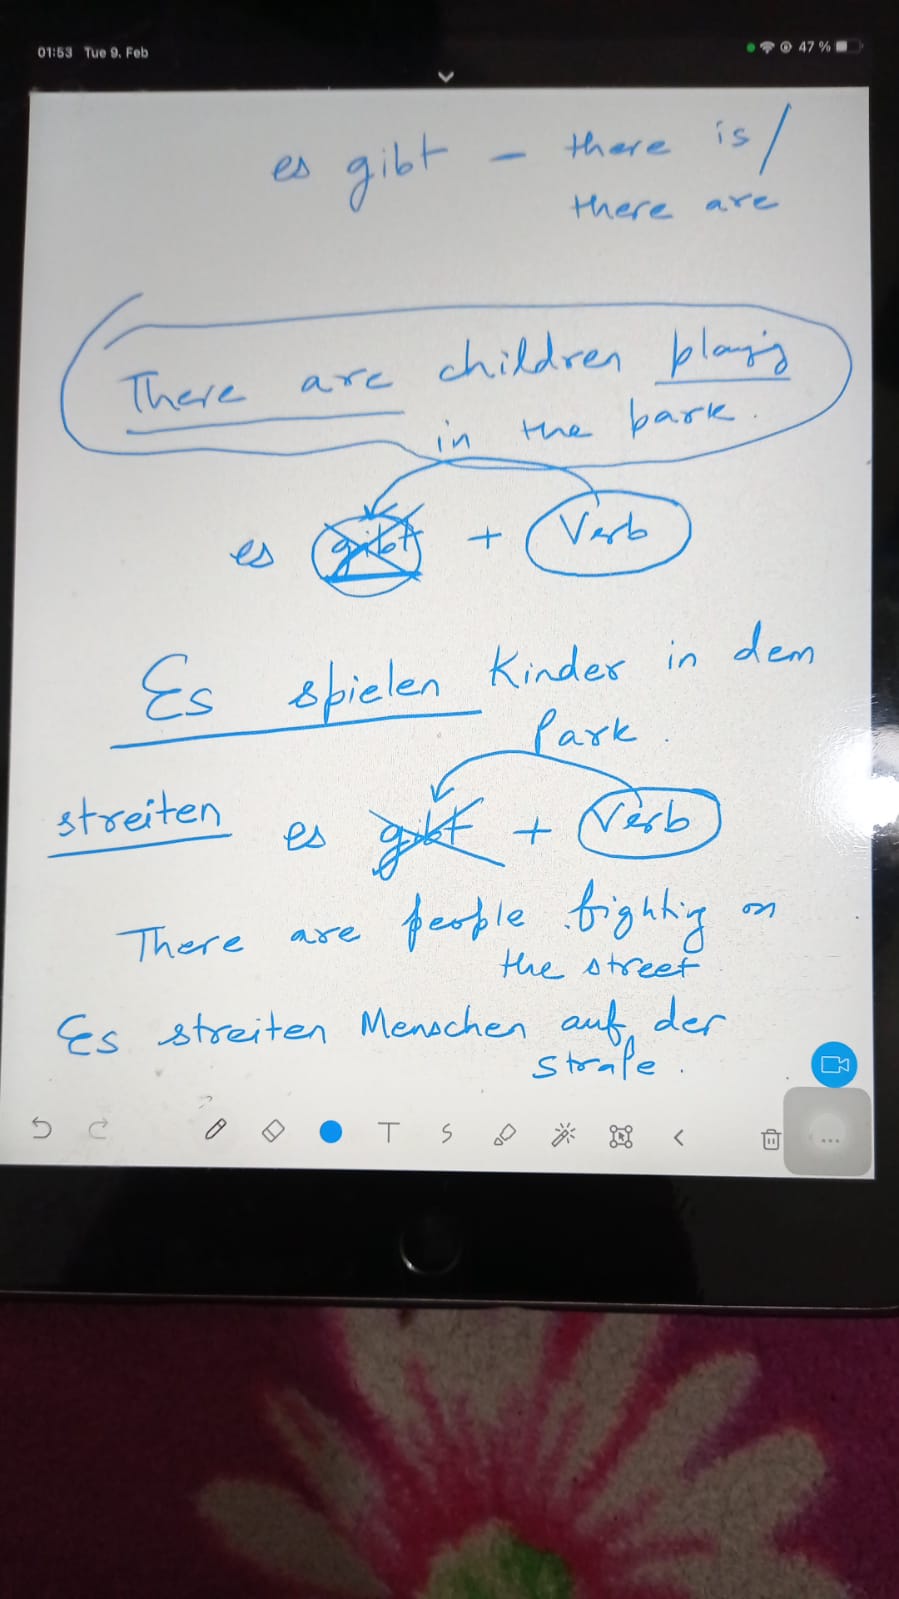 01:53 Tue 9. Feb 47 %
es gibt – there is/
there are
There are children playing
in the park.
es gibt + Verb
Es spielen Kinder in dem
Park.
streiten es gibt + Verb
There are people fighting on
the street
Es streiten Menschen auf der
Straße.
T